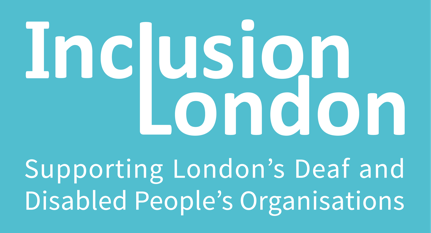 Inclusion
London
Supporting London’s Deaf and
Disabled People’s Organisations